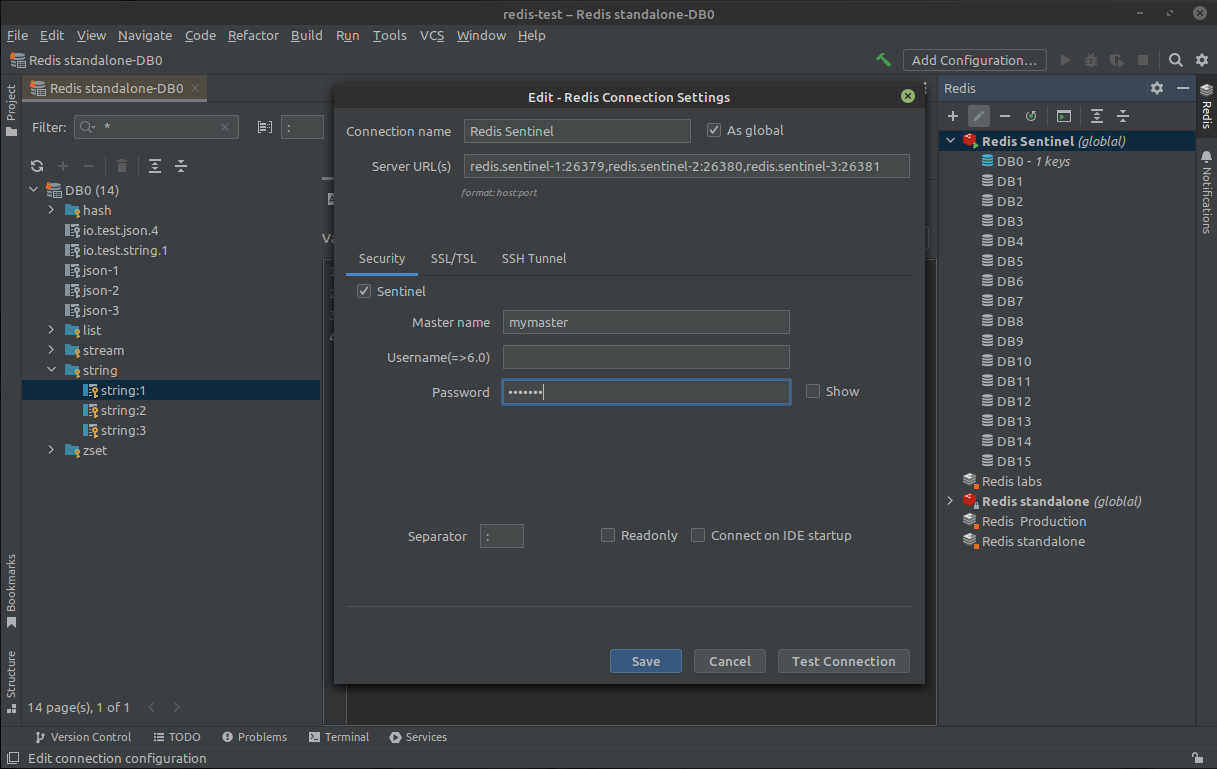 redis-test – Redis standalone-DB0
File Edit View Navigate Code Refactor Build Run Tools VCS Window Help
Redis standalone-DB0
Add Configuration...
Project
Redis standalone-DB0
Filter:
*
:
DB0 (14)
hash
io.test.json.4
io.test.string.1
json-1
json-2
json-3
list
stream
string
string:1
string:2
string:3
zset
14 page(s), 1 of 1
Bookmarks
Structure
Edit - Redis Connection Settings
Connection name
Redis Sentinel
As global
Server URL(s)
redis.sentinel-1:26379,redis.sentinel-2:26380,redis.sentinel-3:26381
format: host:port
Security SSL/TSL SSH Tunnel
Sentinel
Master name
mymaster
Username(=>6.0)
Password
•••••••
Show
Separator
:
Readonly
Connect on IDE startup
Save
Cancel
Test Connection
Redis
Redis Sentinel (globlal)
DB0 - 1 keys
DB1
DB2
DB3
DB4
DB5
DB6
DB7
DB8
DB9
DB10
DB11
DB12
DB13
DB14
DB15
Redis labs
Redis standalone (globlal)
Redis Production
Redis standalone
Redis
Notifications
Version Control
TODO
Problems
Terminal
Services
Edit connection configuration